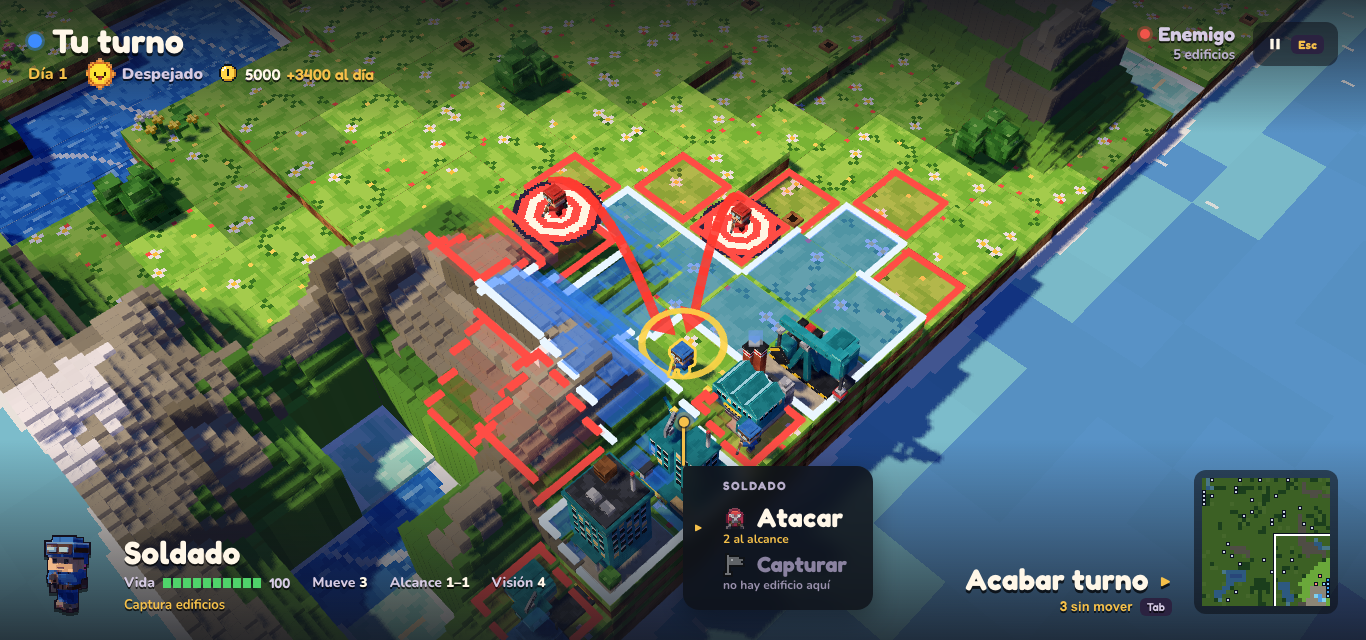 Tu turno
Día 1 Despejado 5000 +3400 al día
Enemigo
5 edificios
Esc
SOLDADO
Atacar
2 al alcance
Capturar
no hay edificio aquí
Soldado
Vida 100 Mueve 3 Alcance 1–1 Visión 4
Captura edificios
Acabar turno
3 sin mover Tab